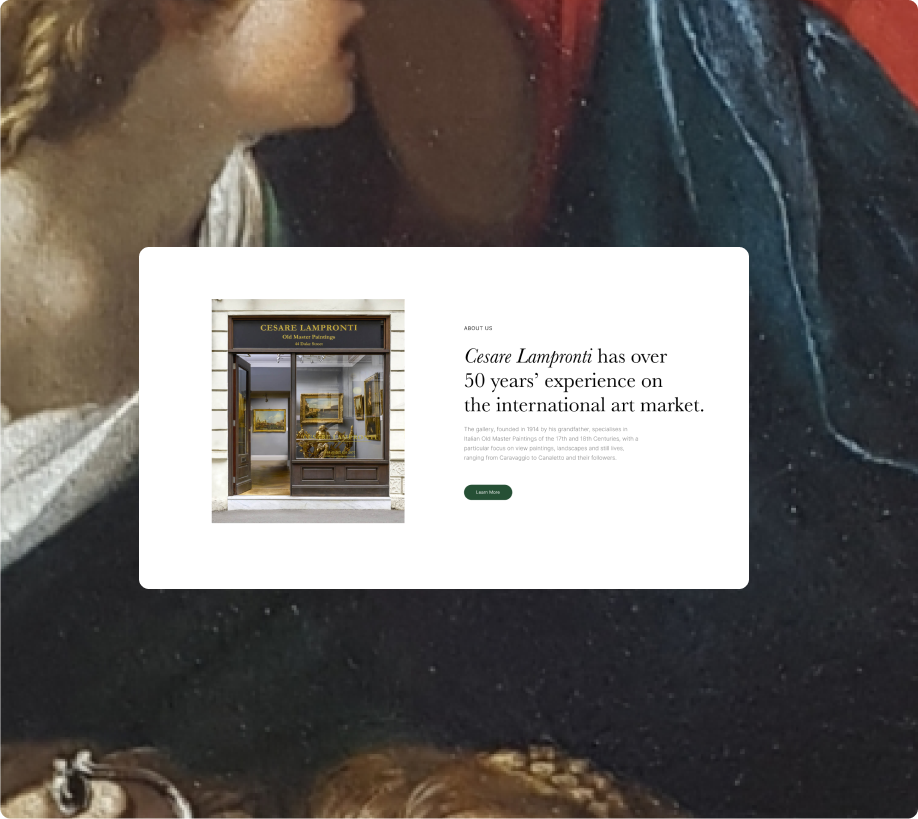 CESARE LAMPRONTI
Old Master Paintings
44 Duke Street
CESARE LAMPRONTI
ABOUT US
Cesare Lampronti has over
50 years’ experience on
the international art market.
The gallery, founded in 1914 by his grandfather, specialises in
Italian Old Master Paintings of the 17th and 18th Centuries, with a
particular focus on view paintings, landscapes and still lives,
ranging from Caravaggio to Canaletto and their followers.
Learn More